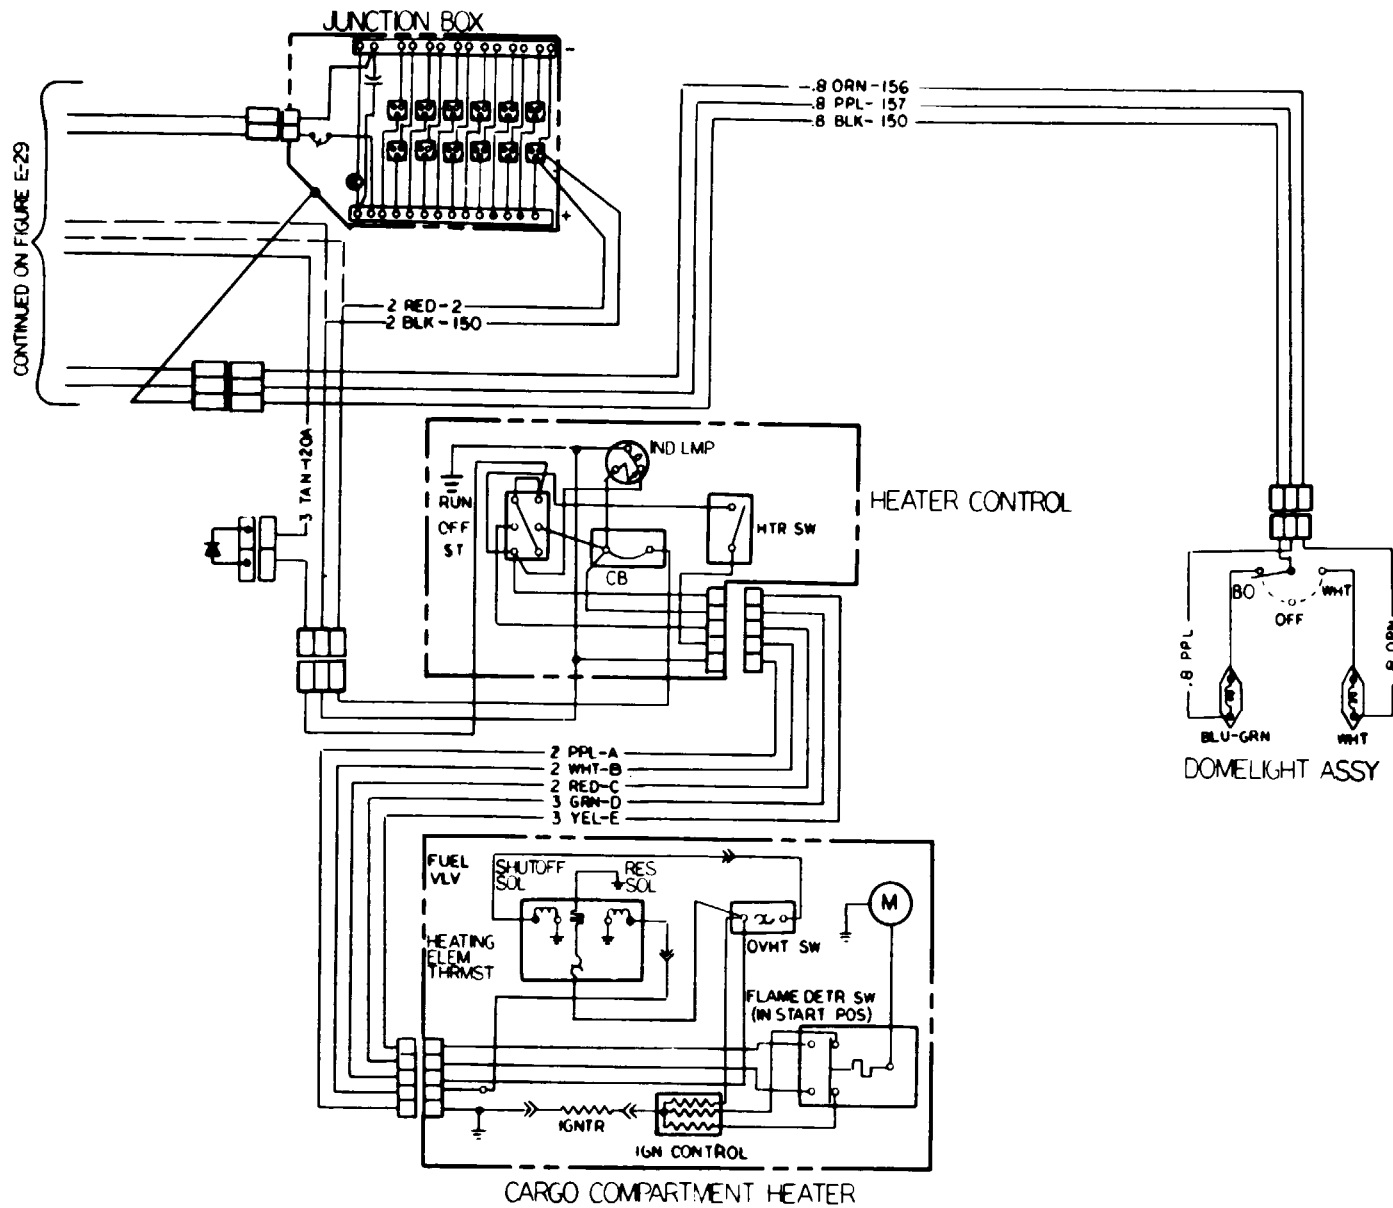 JUNCTION BOX
-
+
CONTINUED ON FIGURE E-29
.8 ORN-156
.8 PPL-157
.8 BLK-150
2 RED-2
2 BLK-150
3 TAN-120A
IND LMP
RUN
OFF
ST
HTR SW
CB
HEATER CONTROL
BO
WHT
OFF
.8 PPL
.8 ORN
BLU-GRN
WHT
DOMELIGHT ASSY
2 PPL-A
2 WHT-B
2 RED-C
3 GRN-D
3 YEL-E
FUEL
VLV
SHUTOFF
SOL
RES
SOL
M
HEATING
ELEM
THRMST
OVHT SW
FLAME DETR SW
(IN START POS)
IGNTR
IGN CONTROL
CARGO COMPARTMENT HEATER